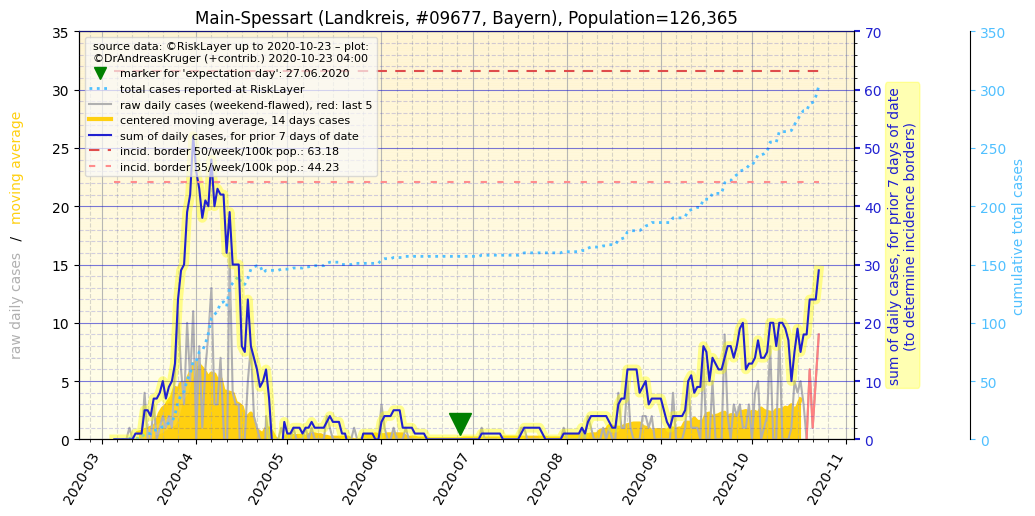 Main-Spessart (Landkreis, #09677, Bayern), Population=126,365
source data: ©RiskLayer up to 2020-10-23 – plot:
©DrAndreasKruger (+contrib.) 2020-10-23 04:00
marker for 'expectation day': 27.06.2020
total cases reported at RiskLayer
raw daily cases (weekend-flawed), red: last 5
centered moving average, 14 days cases
sum of daily cases, for prior 7 days of date
incid. border 50/week/100k pop.: 63.18
incid. border 35/week/100k pop.: 44.23
raw daily cases / moving average
35
30
25
20
15
10
5
0
70
60
50
40
30
20
10
0
sum of daily cases, for prior 7 days of date
(to determine incidence borders)
350
300
250
200
150
100
50
0
cumulative total cases
2020-03
2020-04
2020-05
2020-06
2020-07
2020-08
2020-09
2020-10
2020-11